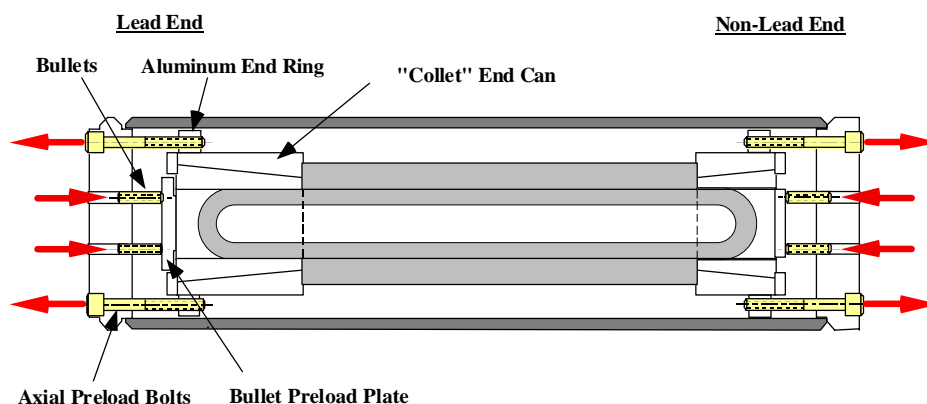 Lead End
Non-Lead End
Bullets
Aluminum End Ring
"Collet" End Can
Axial Preload Bolts
Bullet Preload Plate